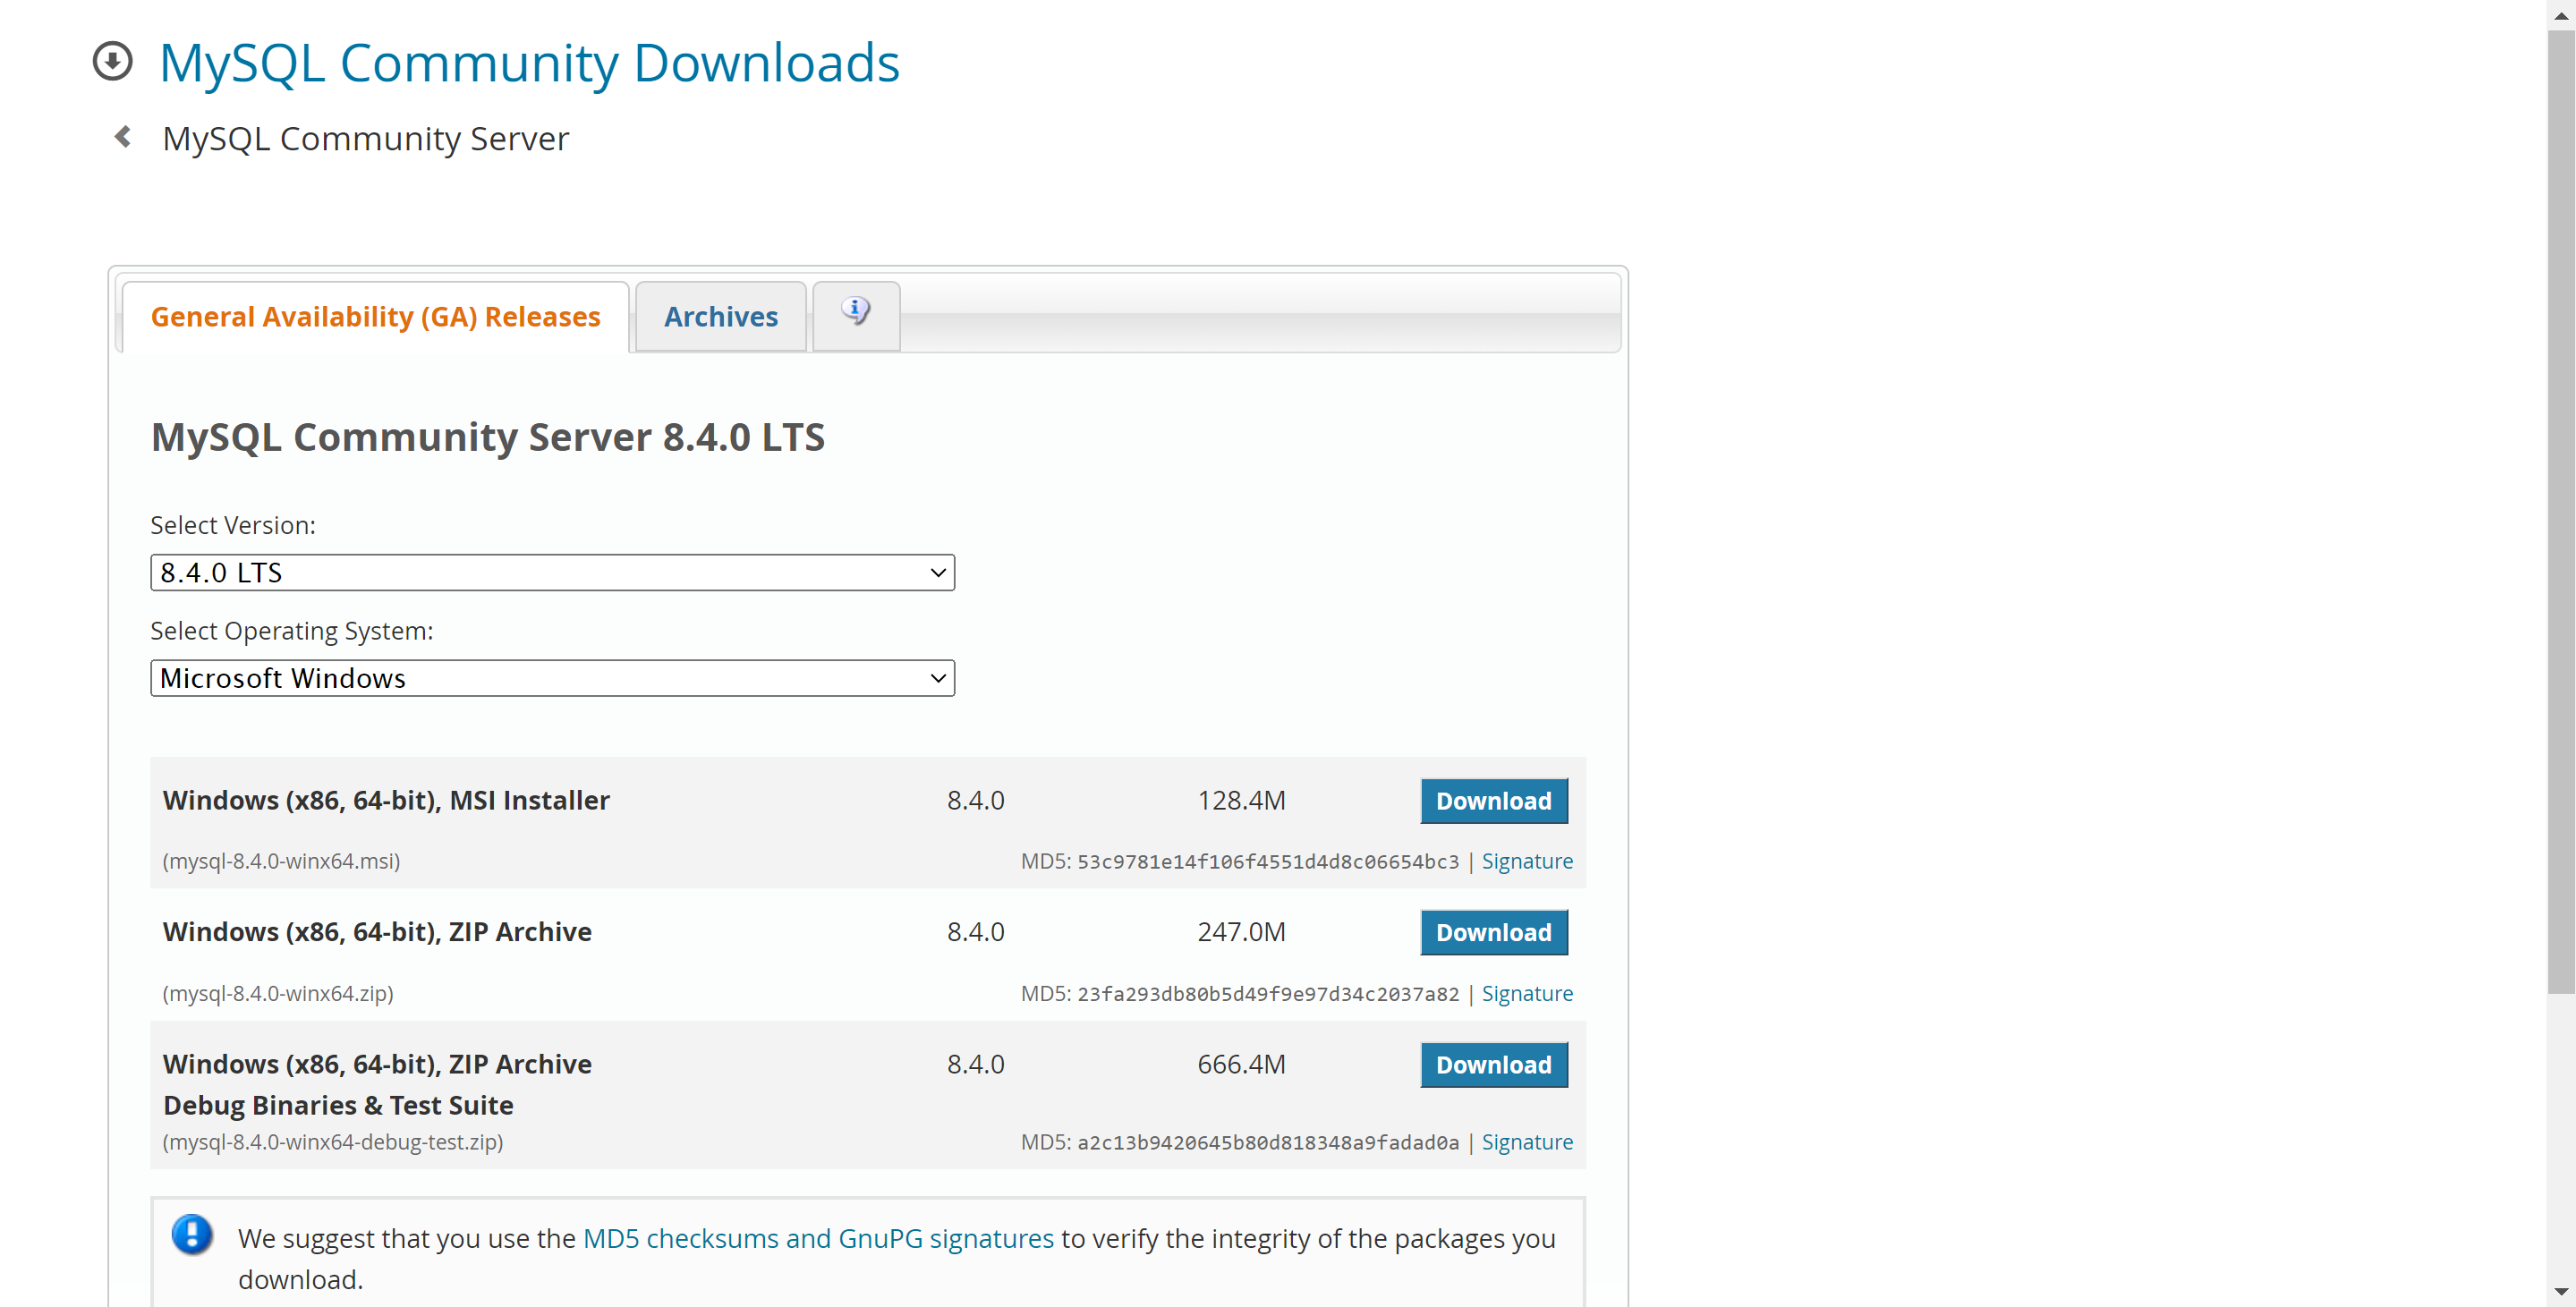 MySQL Community Downloads
MySQL Community Server
General Availability (GA) Releases
Archives
MySQL Community Server 8.4.0 LTS
Select Version:
8.4.0 LTS
Select Operating System:
Microsoft Windows
Windows (x86, 64-bit), MSI Installer 8.4.0 128.4M Download
(mysql-8.4.0-winx64.msi) MD5: 53c9781e14f106f4551d4d8c06654bc3 | Signature
Windows (x86, 64-bit), ZIP Archive 8.4.0 247.0M Download
(mysql-8.4.0-winx64.zip) MD5: 23fa293db80b5d49f9e97d34c2037a82 | Signature
Windows (x86, 64-bit), ZIP Archive 8.4.0 666.4M Download
Debug Binaries & Test Suite
(mysql-8.4.0-winx64-debug-test.zip) MD5: a2c13b9420645b80d818348a9fadad0a | Signature
We suggest that you use the MD5 checksums and GnuPG signatures to verify the integrity of the packages you
download.